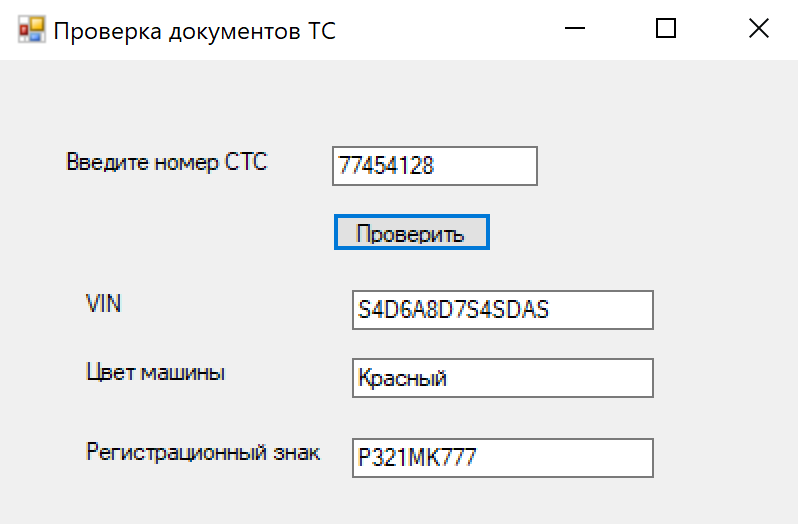 Проверка документов ТС
Введите номер СТС 77454128
Проверить
VIN S4D6A8D7S4SDAS
Цвет машины Красный
Регистрационный знак Р321МК777